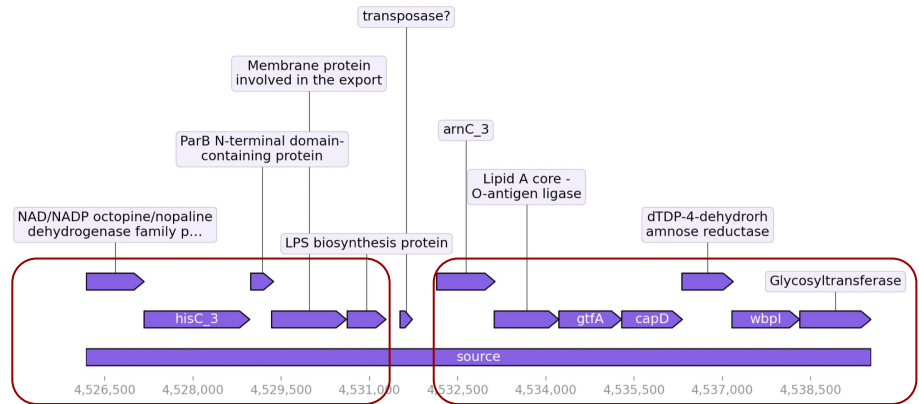 transposase?
Membrane protein
involved in the export
arnC_3
ParB N-terminal domain-
containing protein
Lipid A core -
O-antigen ligase
NAD/NADP octopine/nopaline
dehydrogenase family p...
dTDP-4-dehydrorh
amnose reductase
LPS biosynthesis protein
Glycosyltransferase
hisC_3
gtfA
capD
wbpI
source
4,526,500
4,528,000
4,529,500
4,531,000
4,532,500
4,534,000
4,535,500
4,537,000
4,538,500